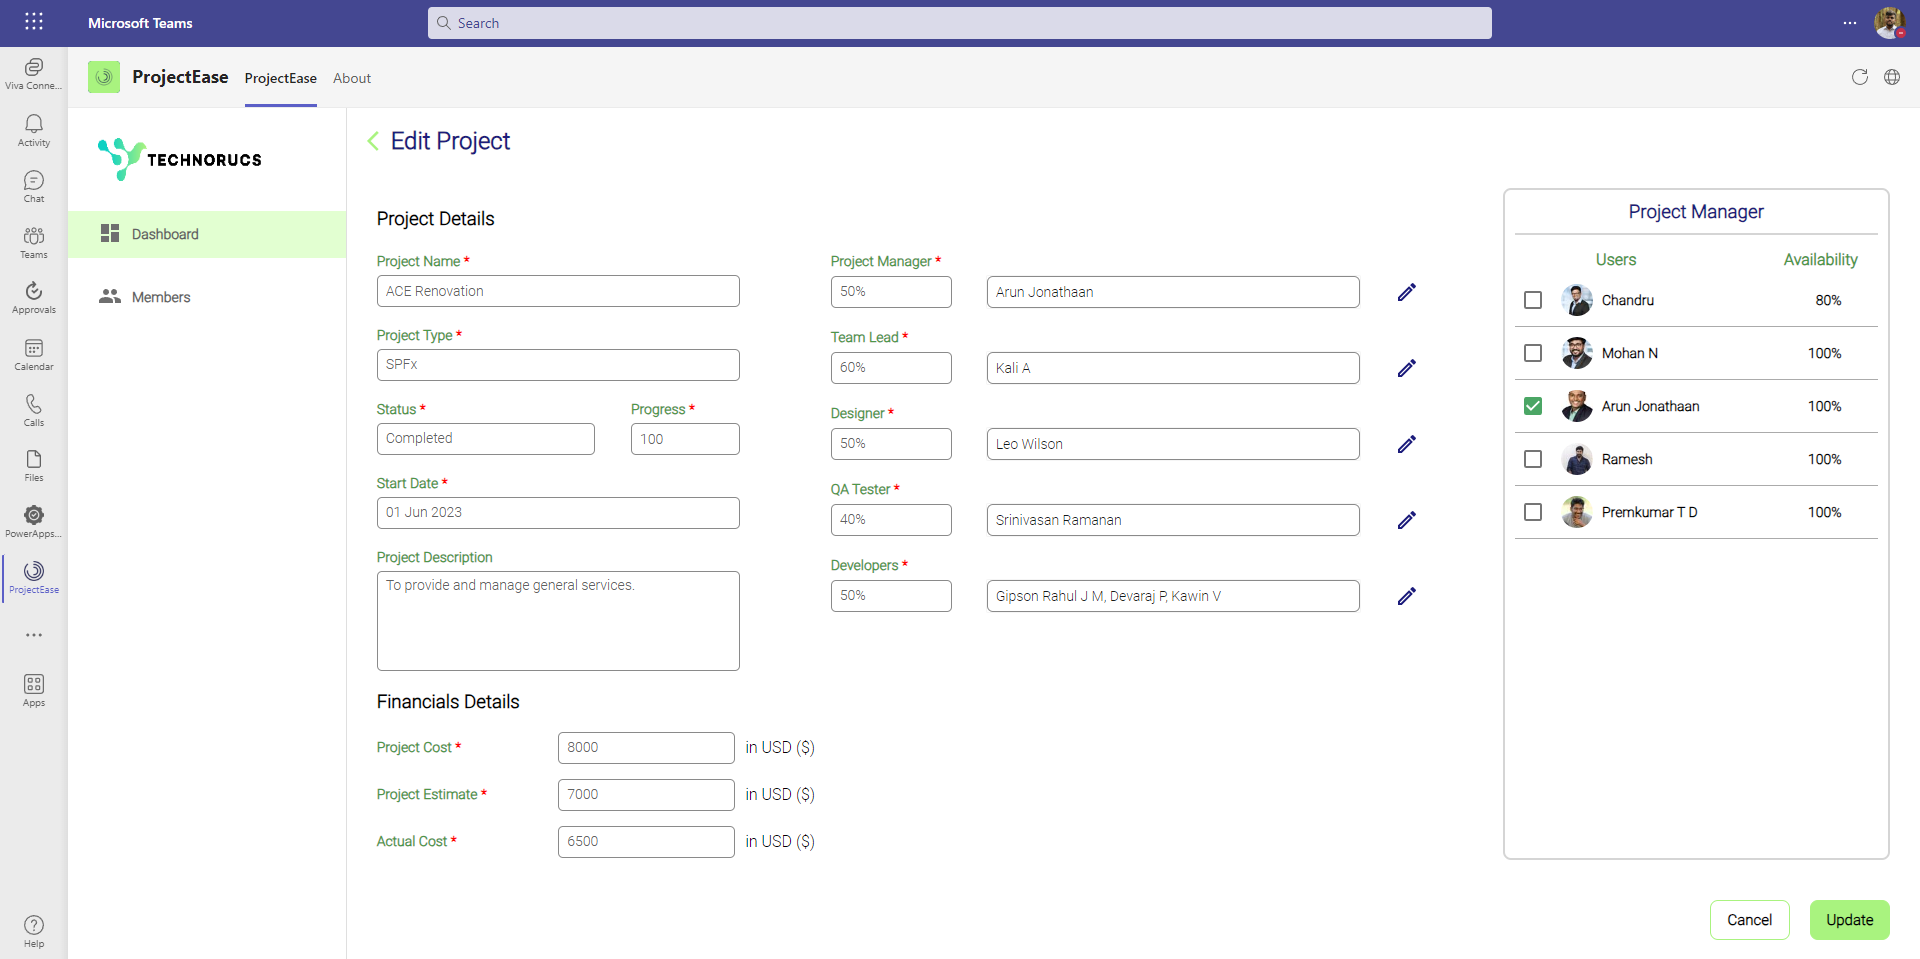 Microsoft Teams
Search
Viva Conne...
Activity
Chat
Teams
Approvals
Calendar
Calls
Files
PowerApps...
ProjectEase
Apps
Help
ProjectEase
ProjectEase
About
TECHNORUCS
Dashboard
Members
Edit Project
Project Details
Project Name *
ACE Renovation
Project Type *
SPFx
Status *
Progress *
Completed
100
Start Date *
01 Jun 2023
Project Description
To provide and manage general services.
Project Manager *
50%
Arun Jonathaan
Team Lead *
60%
Kali A
Designer *
50%
Leo Wilson
QA Tester *
40%
Srinivasan Ramanan
Developers *
50%
Gipson Rahul J M, Devaraj P, Kawin V
Financials Details
Project Cost *
8000
in USD ($)
Project Estimate *
7000
in USD ($)
Actual Cost *
6500
in USD ($)
Project Manager
Users
Availability
Chandru
80%
Mohan N
100%
Arun Jonathaan
100%
Ramesh
100%
Premkumar T D
100%
Cancel
Update